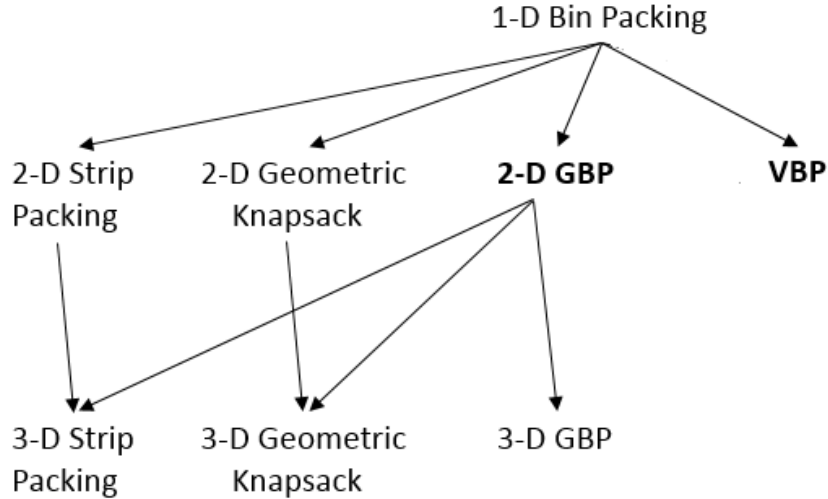 1-D Bin Packing
2-D Strip
Packing
2-D Geometric
Knapsack
2-D GBP
VBP
3-D Strip
Packing
3-D Geometric
Knapsack
3-D GBP